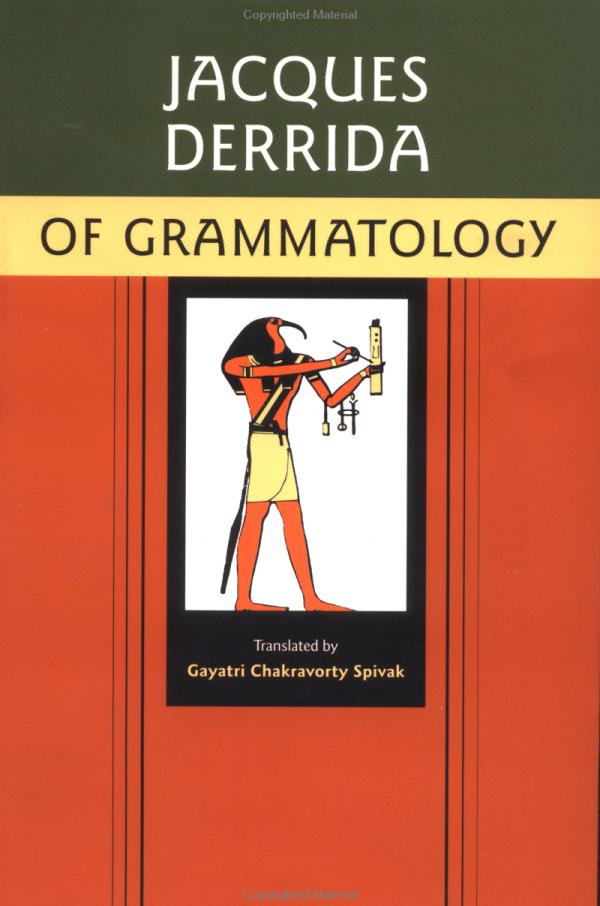 Copyrighted Material
JACQUES
DERRIDA
OF GRAMMATOLOGY
Translated by
Gayatri Chakravorty Spivak
Copyrighted Material